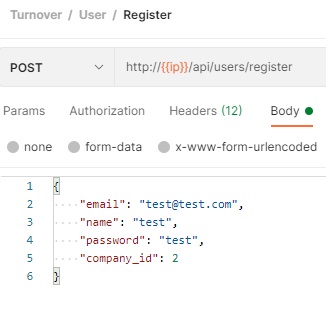 Turnover / User / Register
POST http://{{ip}}/api/users/register
Params Authorization Headers (12) Body
none form-data x-www-form-urlencoded
1 {
2 "email": "test@test.com",
3 "name": "test",
4 "password": "test",
5 "company_id": 2
6 }